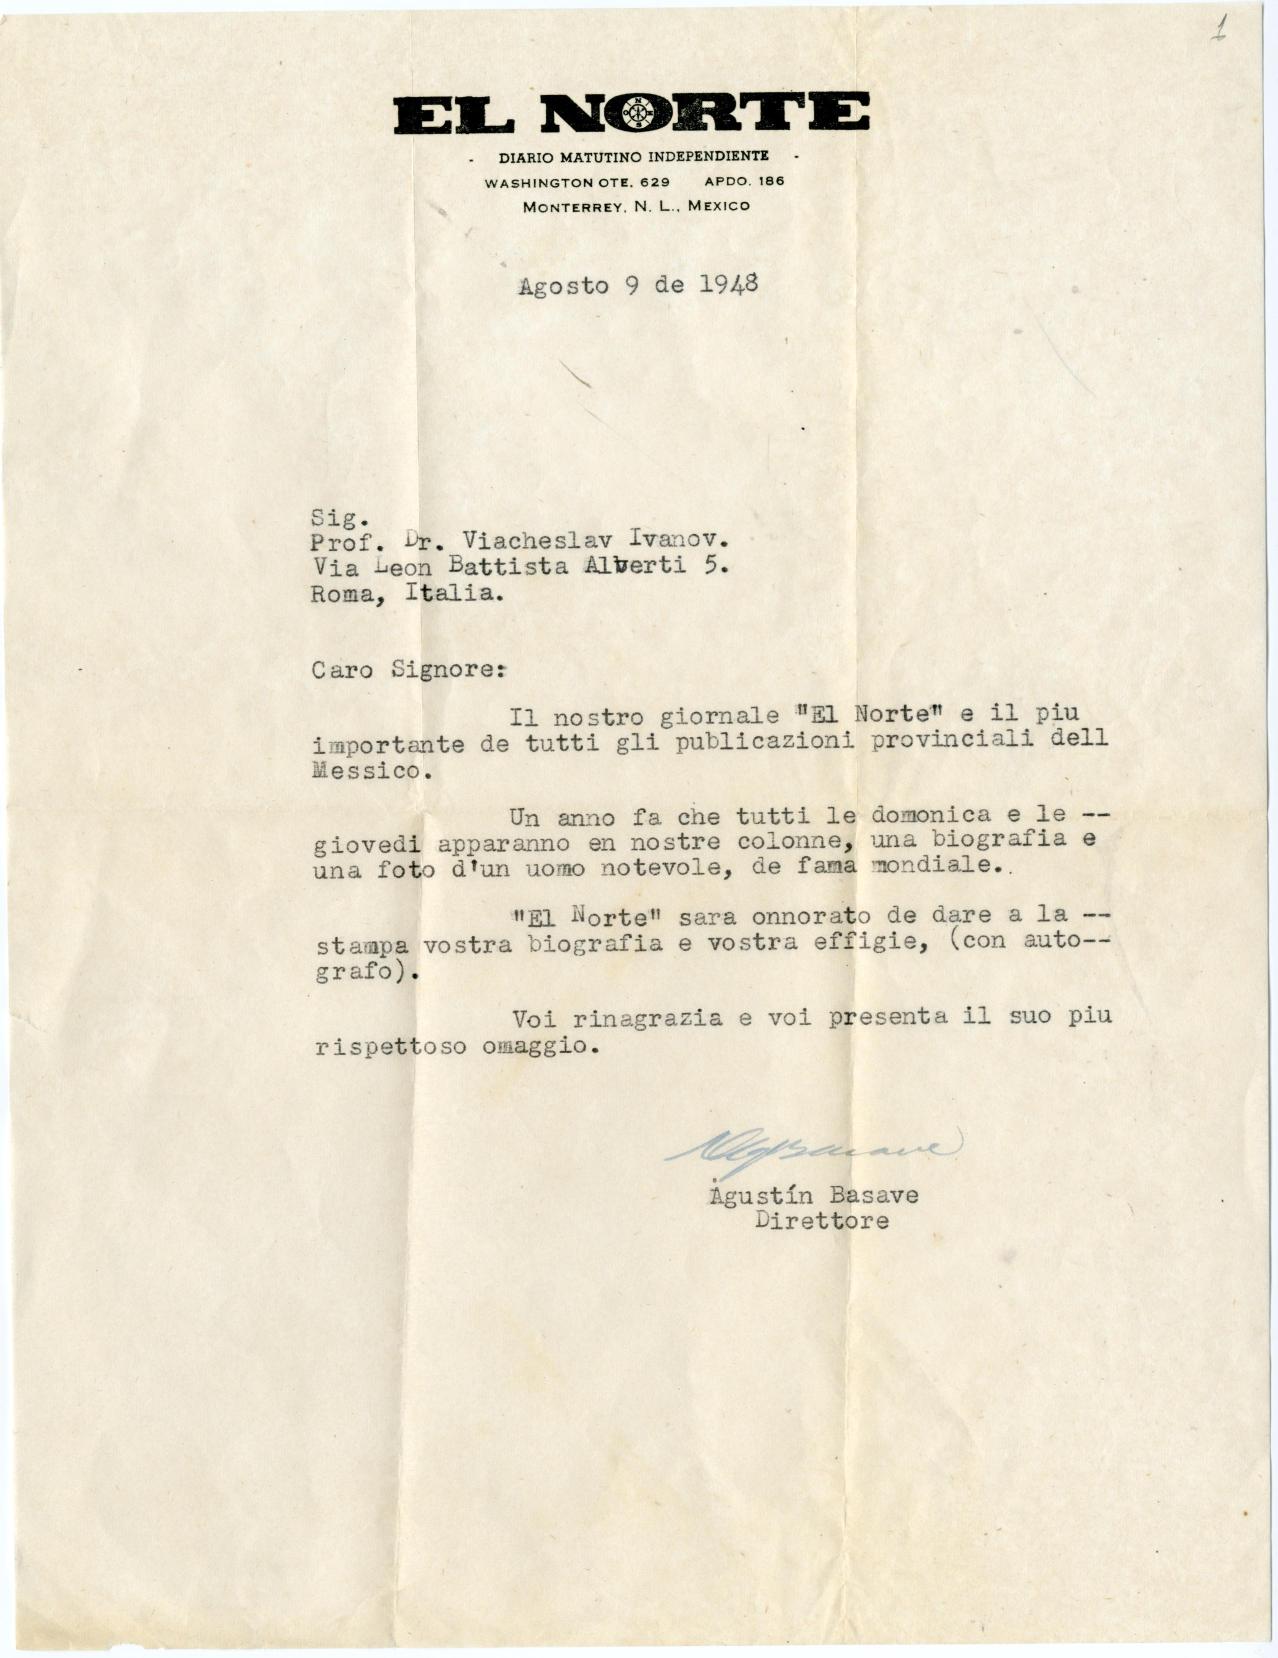 1
EL NORTE
- DIARIO MATUTINO INDEPENDIENTE -
WASHINGTON OTE. 629 APDO. 186
MONTERREY, N. L., MEXICO
Agosto 9 de 1948
Sig.
Prof. Dr. Viacheslav Ivanov.
Via Leon Battista Alberti 5.
Roma, Italia.
Caro Signore:
Il nostro giornale "El Norte" e il piu
importante de tutti gli publicazioni provinciali dell
Messico.
Un anno fa che tutti le domonica e le --
giovedi apparanno en nostre colonne, una biografia e
una foto d'un uomo notevole, de fama mondiale..
"El Norte" sara onnorato de dare a la --
stampa vostra biografia e vostra effigie, (con auto--
grafo).
Voi rinagrazia e voi presenta il suo piu
rispettoso omaggio.
Agustín Basave
Direttore